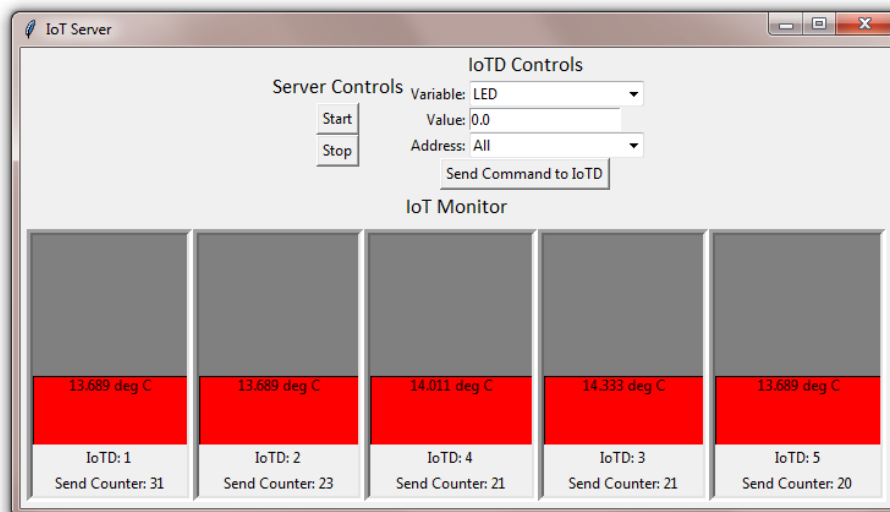 IoT Server
IoTD Controls
Server Controls
Variable: LED
Start
Value: 0.0
Stop
Address: All
Send Command to IoTD
IoT Monitor
13.689 deg C 13.689 deg C 14.011 deg C 14.333 deg C 13.689 deg C
IoTD: 1 IoTD: 2 IoTD: 4 IoTD: 3 IoTD: 5
Send Counter: 31 Send Counter: 23 Send Counter: 21 Send Counter: 21 Send Counter: 20